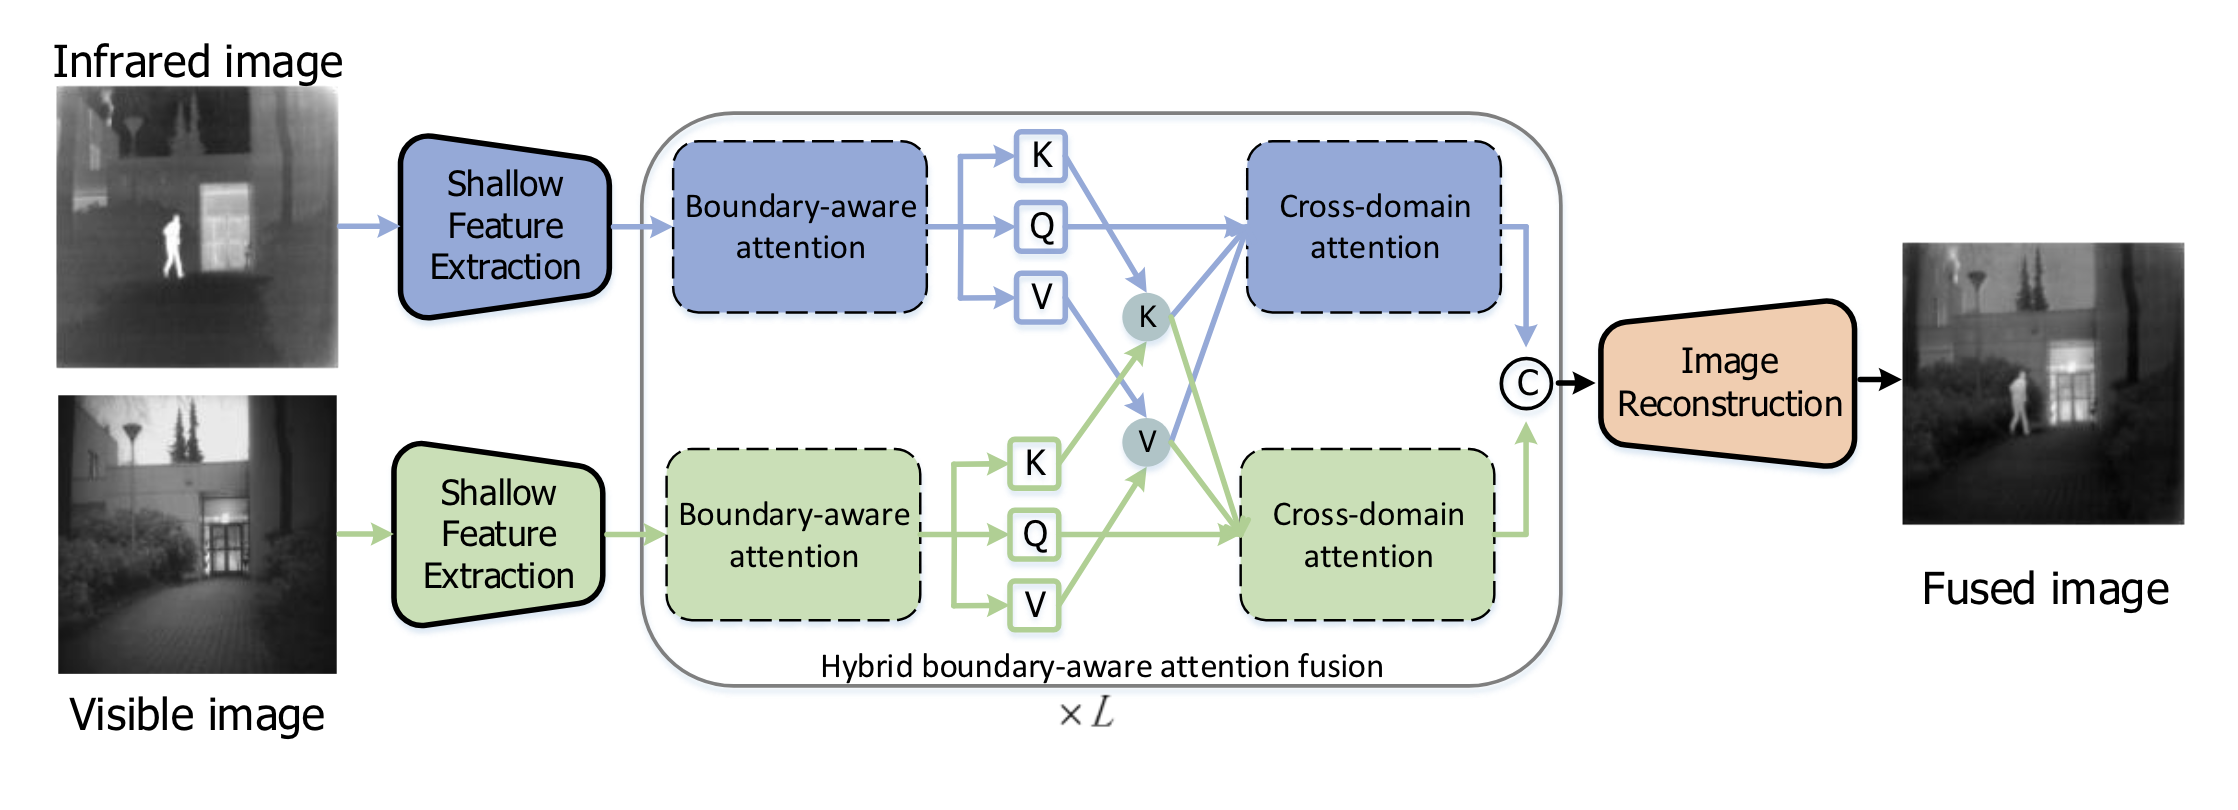 Infrared image
Shallow
Feature
Extraction
Boundary-aware
attention
K
Q
V
K
V
Cross-domain
attention
C
Image
Reconstruction
Shallow
Feature
Extraction
Boundary-aware
attention
K
Q
V
Cross-domain
attention
Hybrid boundary-aware attention fusion
× L
Visible image
Fused image